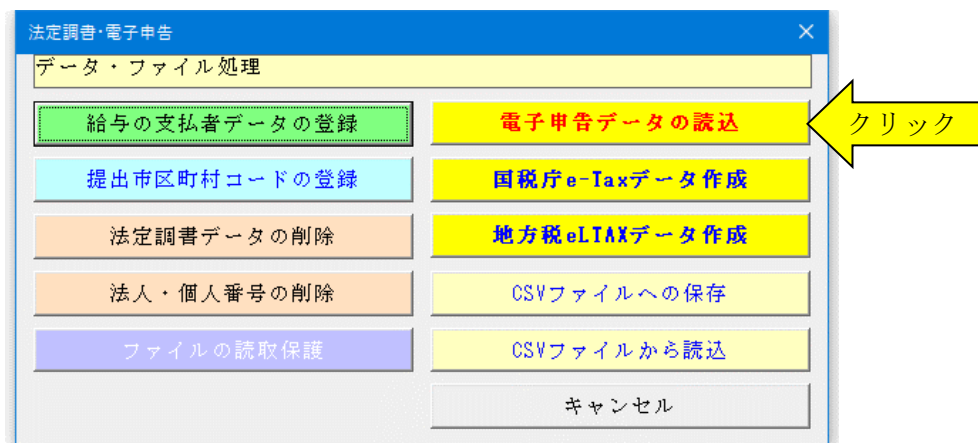 法定調書・電子申告
データ・ファイル処理
給与の支払者データの登録
電子申告データの読込
クリック
提出市区町村コードの登録
国税庁e-Taxデータ作成
法定調書データの削除
地方税eLTAXデータ作成
法人・個人番号の削除
CSVファイルへの保存
ファイルの読取保護
CSVファイルから読込
キャンセル